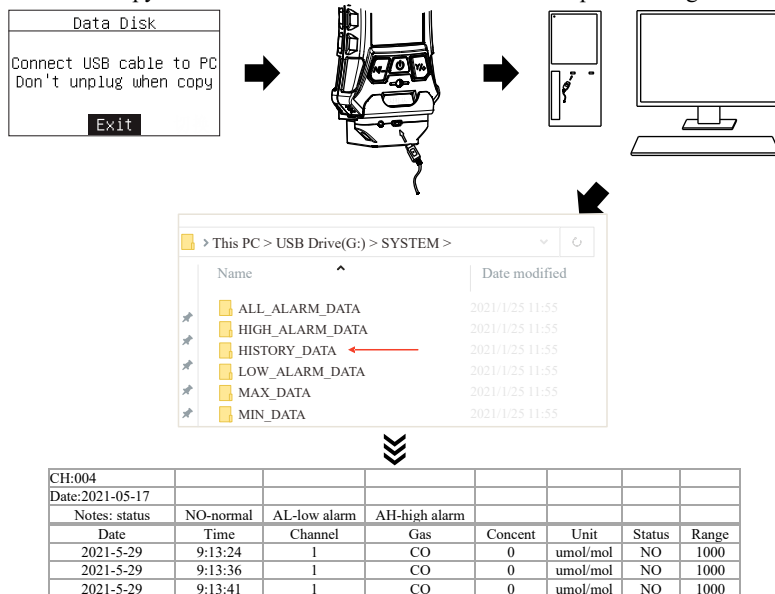 Data Disk
Connect USB cable to PC
Don't unplug when copy
Exit
This PC > USB Drive(G:) > SYSTEM >
Name Date modified
ALL_ALARM_DATA 2021/1/25 11:55
HIGH_ALARM_DATA 2021/1/25 11:55
HISTORY_DATA 2021/1/25 11:55
LOW_ALARM_DATA 2021/1/25 11:55
MAX_DATA 2021/1/25 11:55
MIN_DATA 2021/1/25 11:55
CH:004
Date:2021-05-17
Notes: status NO-normal AL-low alarm AH-high alarm
Date Time Channel Gas Concent Unit Status Range
2021-5-29 9:13:24 1 CO 0 umol/mol NO 1000
2021-5-29 9:13:36 1 CO 0 umol/mol NO 1000
2021-5-29 9:13:41 1 CO 0 umol/mol NO 1000